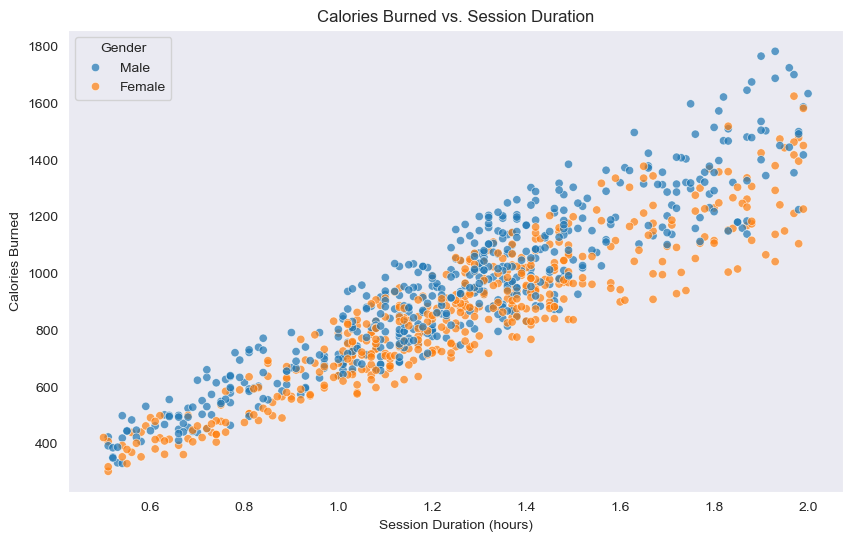 Calories Burned vs. Session Duration
Gender
Male
Female
1800
1600
1400
1200
1000
800
600
400
Calories Burned
0.6 0.8 1.0 1.2 1.4 1.6 1.8 2.0
Session Duration (hours)